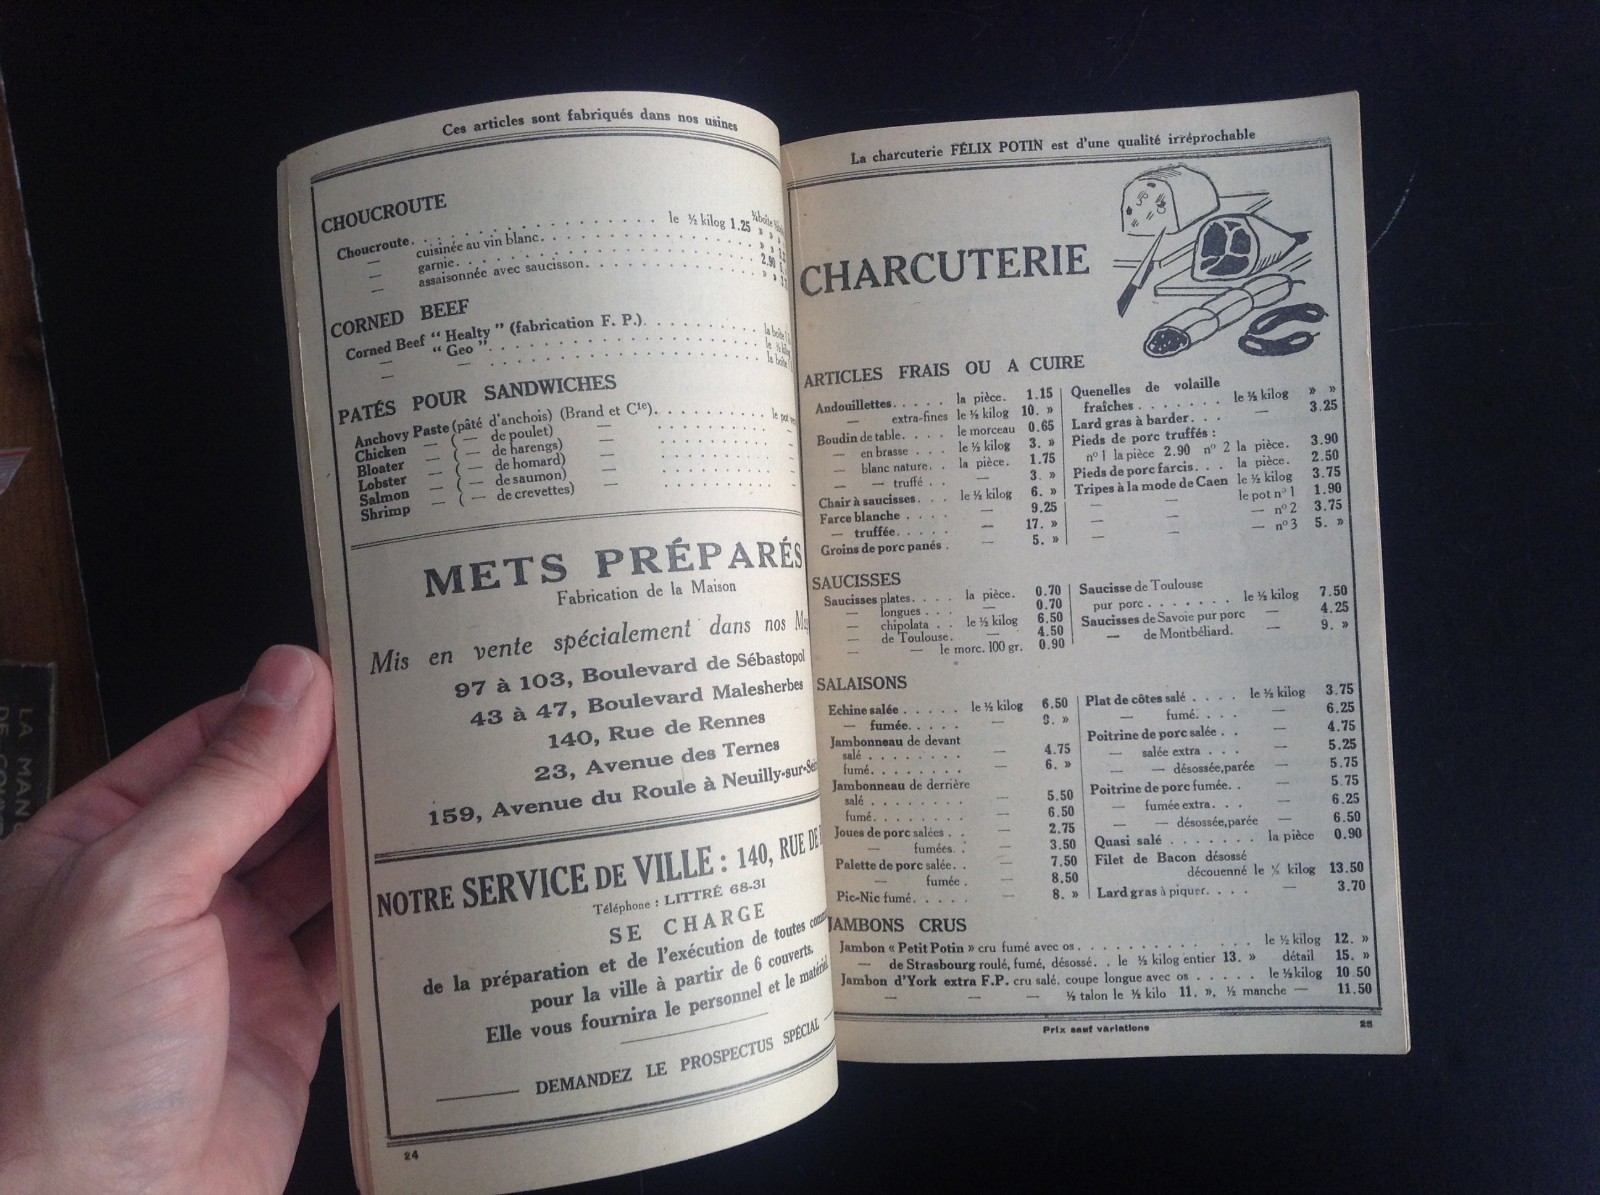 Ces articles sont fabriqués dans nos usines
CHOUCROUTE
Choucroute. . . . le ½ kilog 1.25
— cuisinée au vin blanc. . . .
— garnie. . . . 2.90
— assaisonnée avec saucisson. . . .
CORNED BEEF
Corned Beef “ Healty ” (fabrication F. P.). . . . la boîte
— “ Geo ”. . . . le ½ kilog
— . . . . la boîte
PATÉS POUR SANDWICHES
Anchovy Paste (pâté d'anchois) (Brand et Cie). . . . le pot
Chicken — ( — de poulet) — . . . . —
Bloater — ( — de harengs) — . . . . —
Lobster — ( — de homard) — . . . . —
Salmon — ( — de saumon) — . . . . —
Shrimp — ( — de crevettes) — . . . . —
METS PRÉPARÉS
Fabrication de la Maison
Mis en vente spécialement dans nos
97 à 103, Boulevard de Sébastopol
43 à 47, Boulevard Malesherbes
140, Rue de Rennes
23, Avenue des Ternes
159, Avenue du Roule à Neuilly-sur-
NOTRE SERVICE DE VILLE : 140, RUE DE
Téléphone : LITTRÉ 68-31
SE CHARGE
de la préparation et de l'exécution de toutes
pour la ville à partir de 6 couverts.
Elle vous fournira le personnel et le matériel
DEMANDEZ LE PROSPECTUS SPÉCIAL
24
La charcuterie FÉLIX POTIN est d'une qualité irréprochable
CHARCUTERIE
ARTICLES FRAIS OU A CUIRE
Andouillettes. . . . . la pièce. 1.15
— extra-fines le ½ kilog 10. »
Boudin de table. . . . le morceau 0.65
— en brasse . . . le ½ kilog 3. »
— blanc nature. . la pièce. 1.75
— — truffé . . — 3. »
Chair à saucisses. . . le ½ kilog 6. »
Farce blanche . . . . — 9.25
— truffée. . . . . — 17. »
Groins de porc panés . — 5. »
Quenelles de volaille
fraîches. . . . . . . le ½ kilog » »
Lard gras à barder. . . — 3.25
Pieds de porc truffés :
nº 1 la pièce 2.90 nº 2 la pièce. 3.90
Pieds de porc farcis. . . la pièce. 2.50
Tripes à la mode de Caen le ½ kilog 3.75
— — le pot nº 1 1.90
— — — nº 2 3.75
— — — nº 3 5. »
SAUCISSES
Saucisses plates. . . . la pièce. 0.70
— longues . . . — 0.70
— chipolata . . le ½ kilog 6.50
— de Toulouse. — 4.50
— — le morc. 100 gr. 0.90
Saucisse de Toulouse
pur porc . . . . . . . le ½ kilog 7.50
Saucisses de Savoie pur porc — 4.25
— de Montbéliard. — 9. »
SALAISONS
Echine salée . . . . . le ½ kilog 6.50
— fumée. . . . . — 9. »
Jambonneau de devant
salé . . . . . . . . — 4.75
fumé. . . . . . . . — 6. »
Jambonneau de derrière
salé . . . . . . . . — 5.50
fumé. . . . . . . . — 6.50
Joues de porc salées . . — 2.75
— fumées. . — 3.50
Palette de porc salée. . — 7.50
— fumée . — 8.50
Pic-Nic fumé. . . . . — 8. »
Plat de côtes salé . . . . le ½ kilog 3.75
— fumé. . . . — 6.25
Poitrine de porc salée . . — 4.75
— salée extra . . . — 5.25
— — désossée,parée — 5.75
Poitrine de porc fumée. . — 5.75
— fumée extra. . . — 6.25
— — désossée,parée — 6.50
Quasi salé . . . . . . . la pièce 0.90
Filet de Bacon désossé
découenné le ½ kilog 13.50
Lard gras à piquer. . . . — 3.70
JAMBONS CRUS
Jambon « Petit Potin » cru fumé avec os. . . . le ½ kilog 12. »
— de Strasbourg roulé, fumé, désossé. . le ½ kilog entier 13. » détail 15. »
Jambon d'York extra F.P. cru salé, coupe longue avec os . . . . le ½ kilog 10.50
— — — ½ talon le ½ kilo 11. », ½ manche — 11.50
Prix sauf variations
25
LA MAN